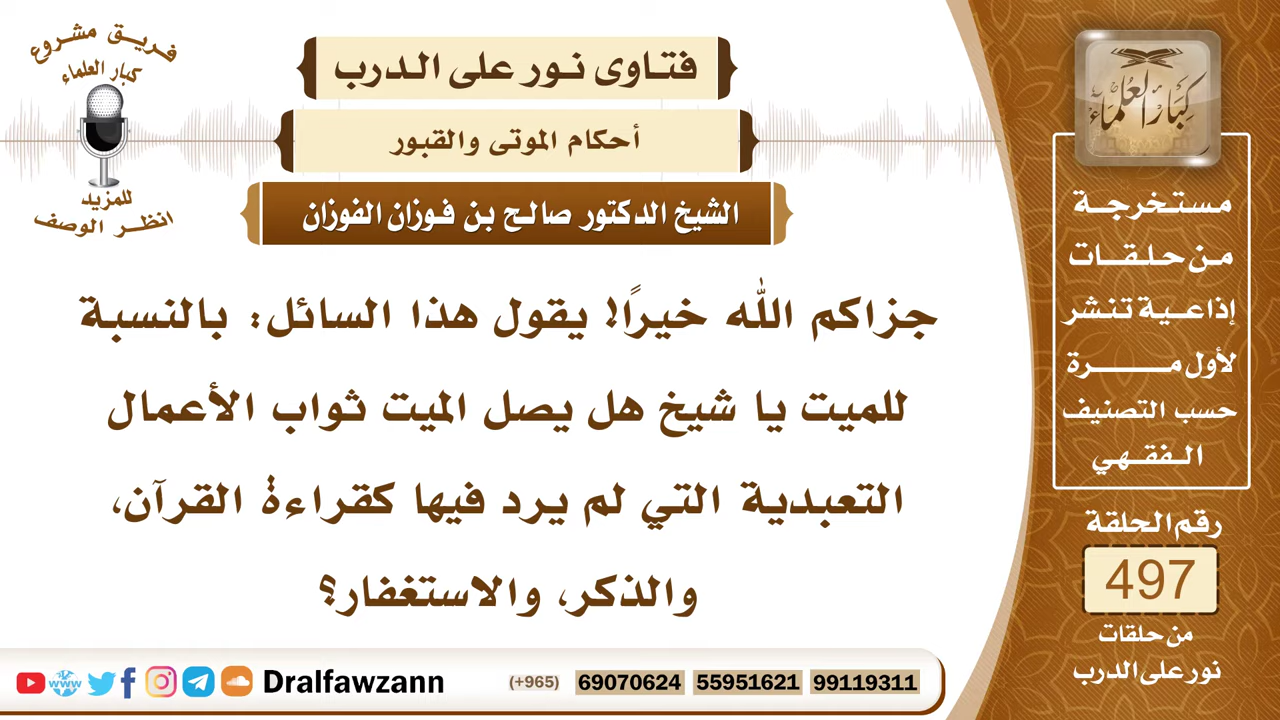 فريق مشروع
كبار العلماء
للمزيد
انظر الوصف
فتاوى نور على الدرب
أحكام الموتى والقبور
الشيخ الدكتور صالح بن فوزان الفوزان
جزاكم الله خيرًا! يقول هذا السائل: بالنسبة
للميت يا شيخ هل يصل الميت ثواب الأعمال
التعبدية التي لم يرد فيها كقراءة القرآن،
والذكر، والاستغفار؟
كبار العلماء
مستخرجة
من حلقات
إذاعية تنشر
لأول مرة
حسب التصنيف
الفقهي
رقم الحلقة
497
من حلقات
نور على الدرب
www Dralfawzann (+965) 69070624 55951621 99119311